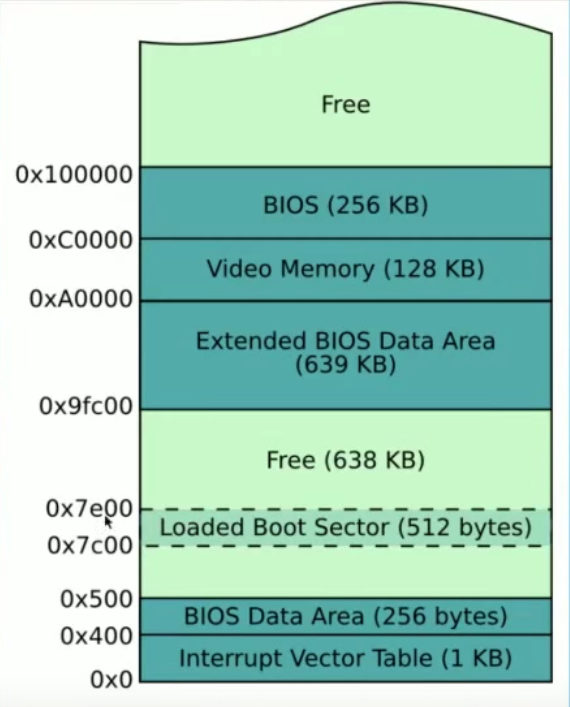 Free
0x100000
BIOS (256 KB)
0xC0000
Video Memory (128 KB)
0xA0000
Extended BIOS Data Area
(639 KB)
0x9fc00
Free (638 KB)
0x7e00
Loaded Boot Sector (512 bytes)
0x7c00
0x500
BIOS Data Area (256 bytes)
0x400
Interrupt Vector Table (1 KB)
0x0